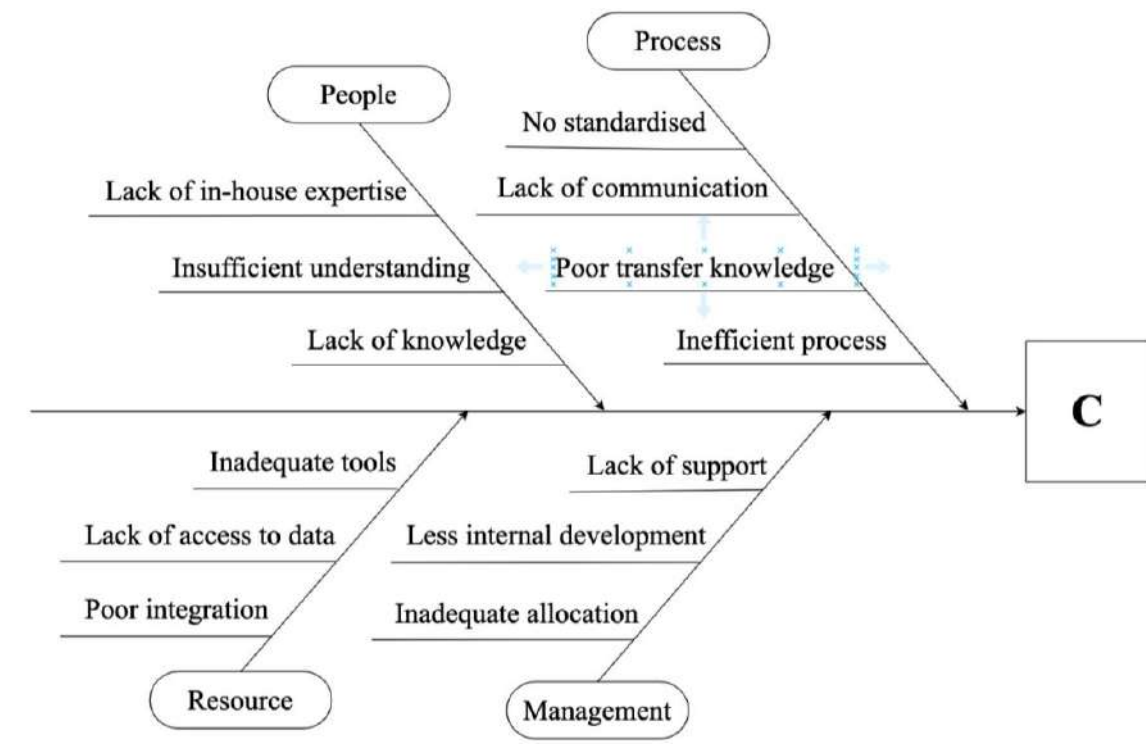 Process
People
No standardised
Lack of communication
Lack of in-house expertise
Poor transfer knowledge
Insufficient understanding
Inefficient process
Lack of knowledge
C
Inadequate tools
Lack of support
Lack of access to data
Less internal development
Poor integration
Inadequate allocation
Resource
Management